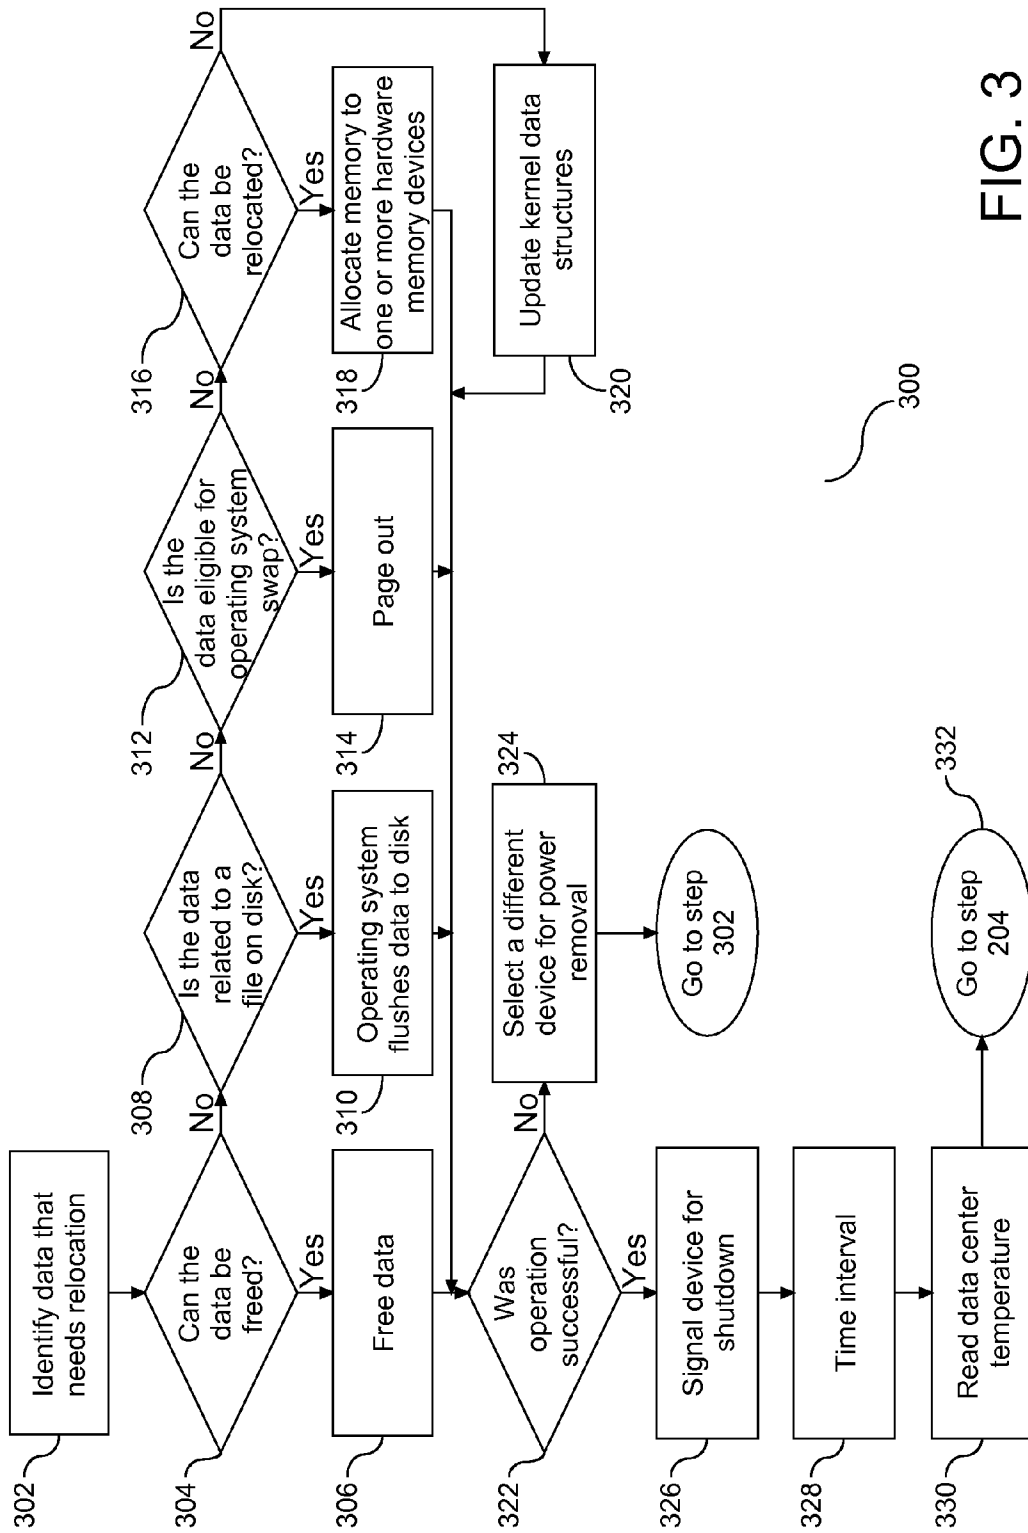 302
Identify data that
needs relocation
304
Can the
data be
freed?
No
Yes
306
Free data
308
Is the data
related to a
file on disk?
No
Yes
310
Operating system
flushes data to disk
312
Is the
data eligible for
operating system
swap?
No
Yes
314
Page out
316
Can the
data be
relocated?
No
Yes
318
Allocate memory to
one or more hardware
memory devices
320
Update kernel data
structures
322
Was
operation
successful?
No
Yes
324
Select a different
device for power
removal
Go to step
302
326
Signal device for
shutdown
328
Time interval
330
Read data center
temperature
332
Go to step
204
300
FIG. 3